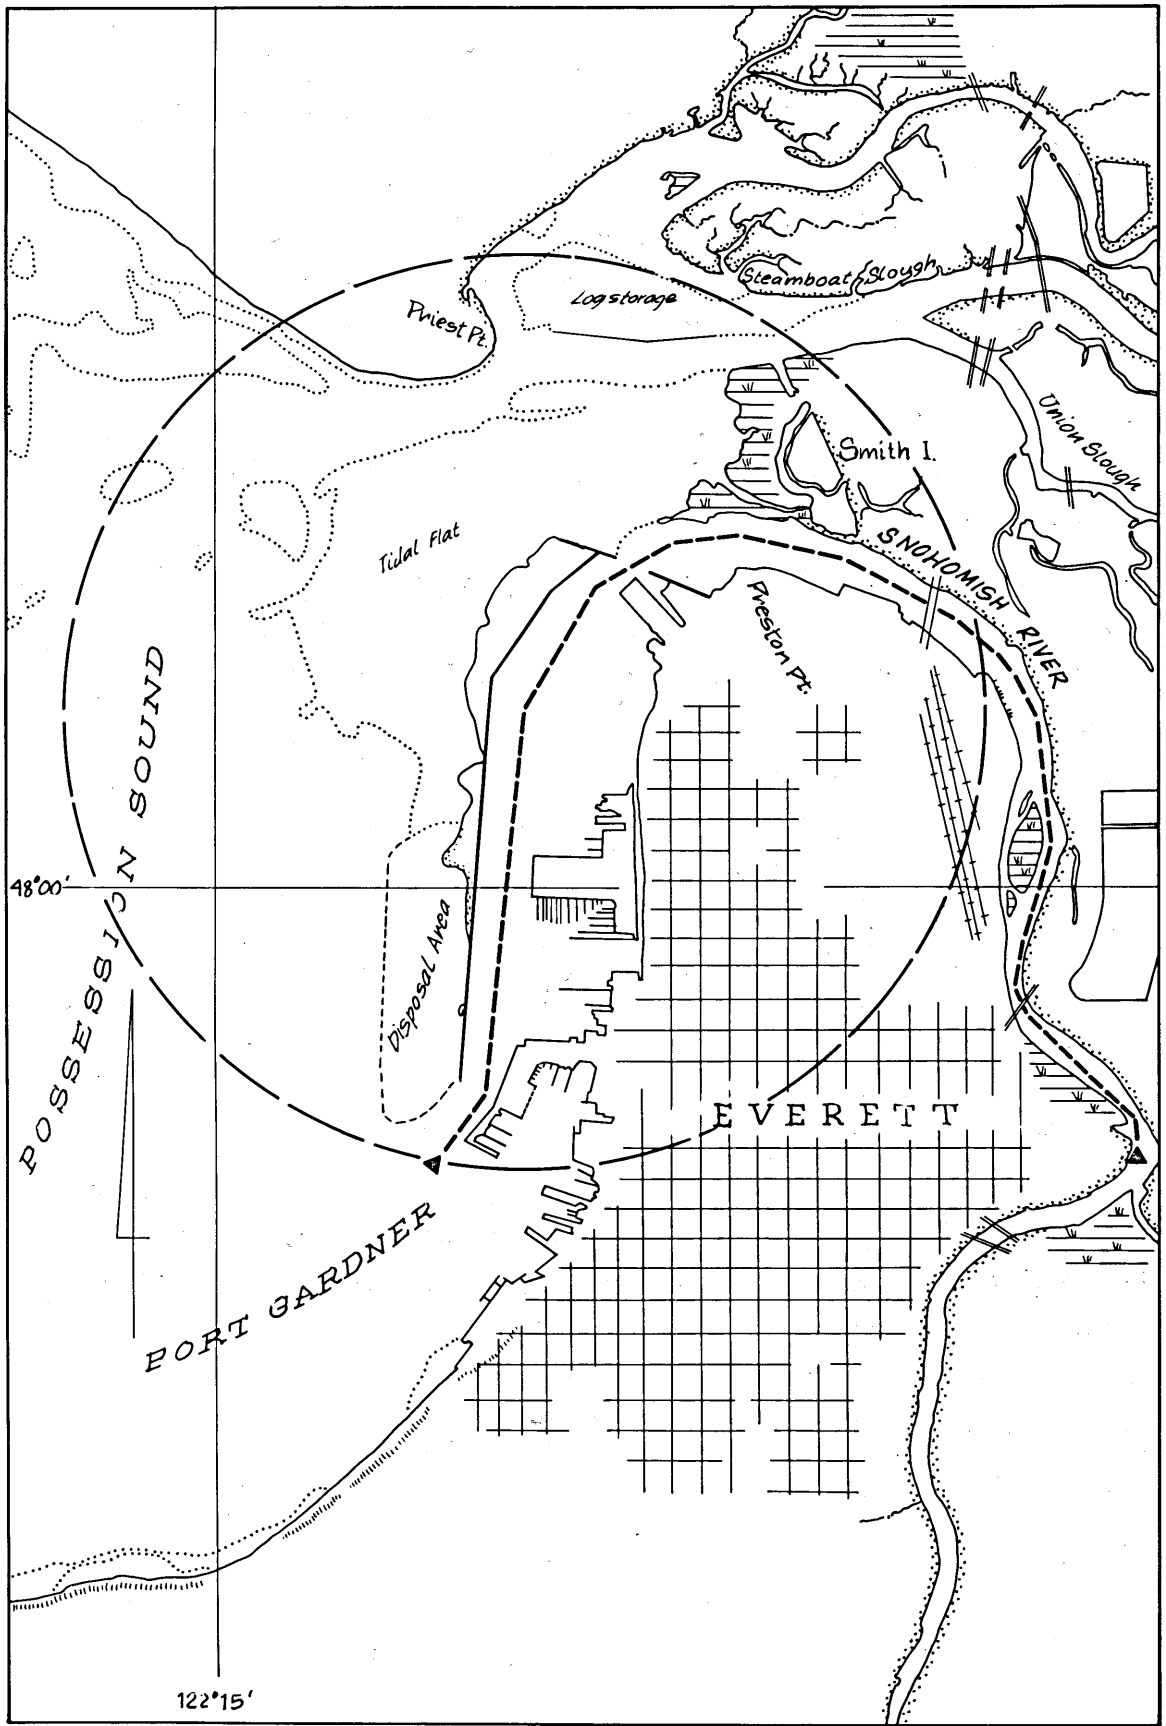 Steamboat Slough
Log storage
Priest Pt.
Union Slough
Smith I.
Tidal Flat
SNOHOMISH RIVER
Preston Pt.
POSSESSION SOUND
48°00'
Disposal Area
EVERETT
PORT GARDNER
122°15'